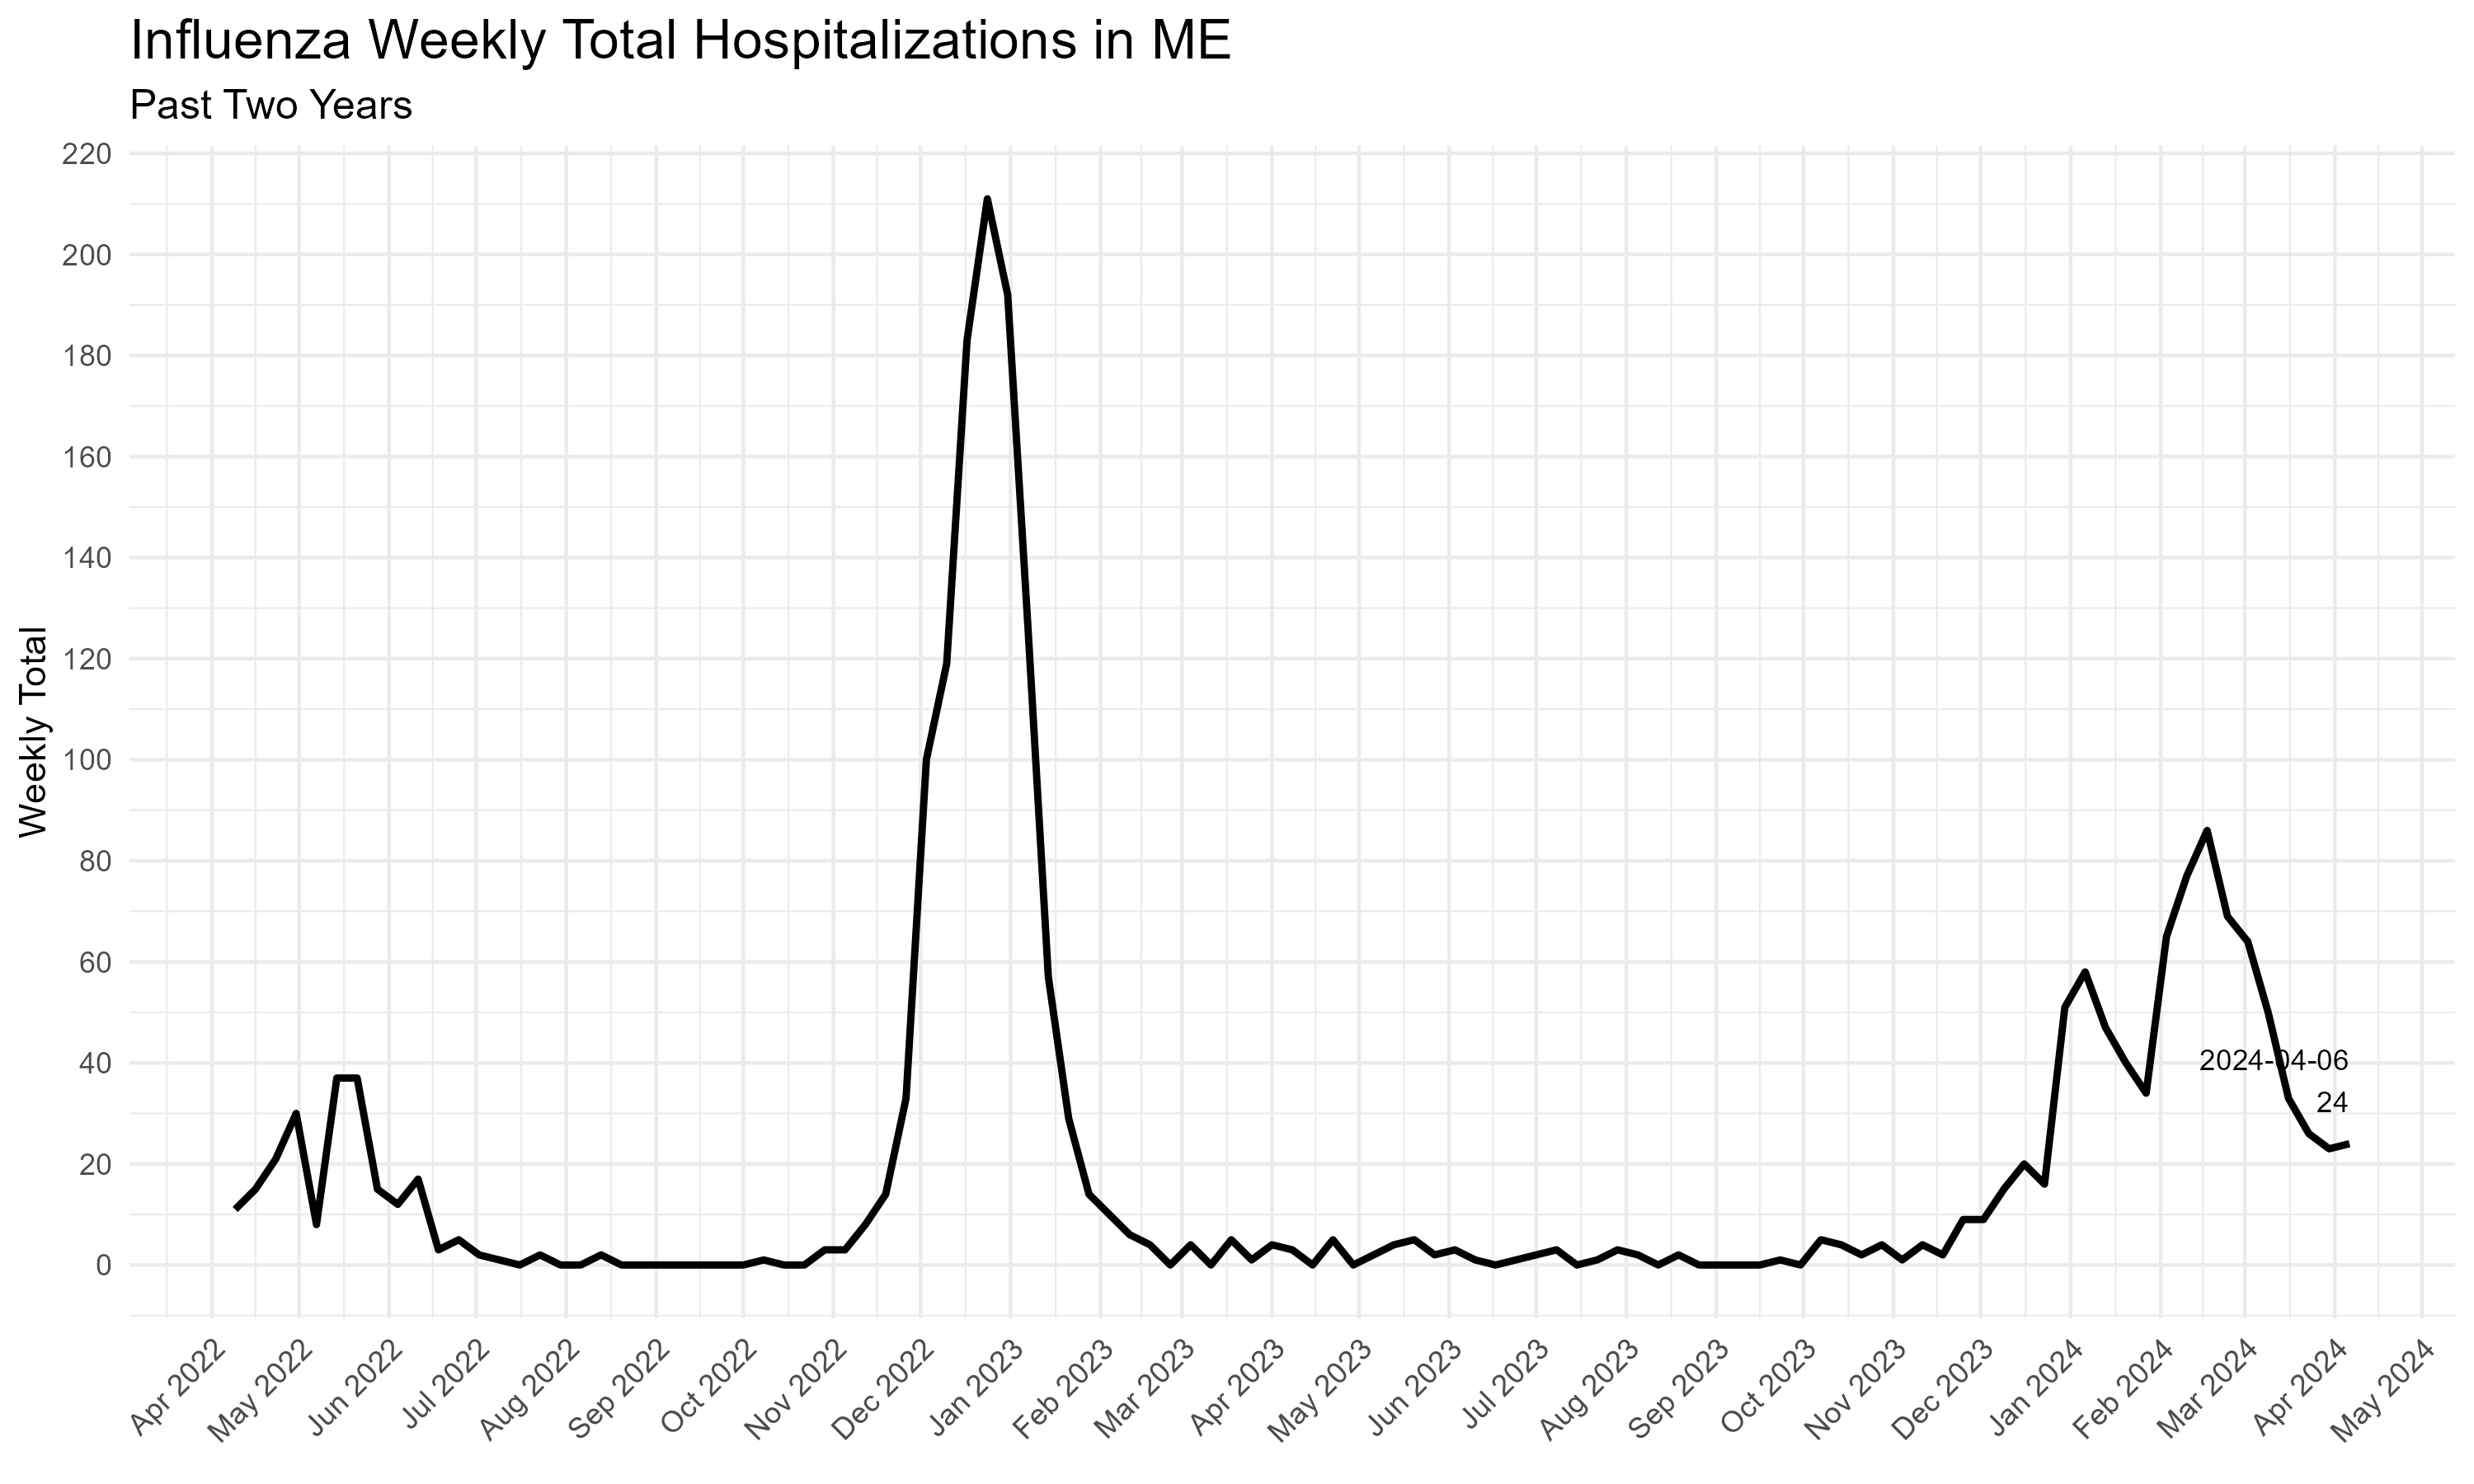 Influenza Weekly Total Hospitalizations in ME
Past Two Years
Weekly Total
220
200
180
160
140
120
100
80
60
40
20
0
2024-04-06
24
Apr 2022
May 2022
Jun 2022
Jul 2022
Aug 2022
Sep 2022
Oct 2022
Nov 2022
Dec 2022
Jan 2023
Feb 2023
Mar 2023
Apr 2023
May 2023
Jun 2023
Jul 2023
Aug 2023
Sep 2023
Oct 2023
Nov 2023
Dec 2023
Jan 2024
Feb 2024
Mar 2024
Apr 2024
May 2024